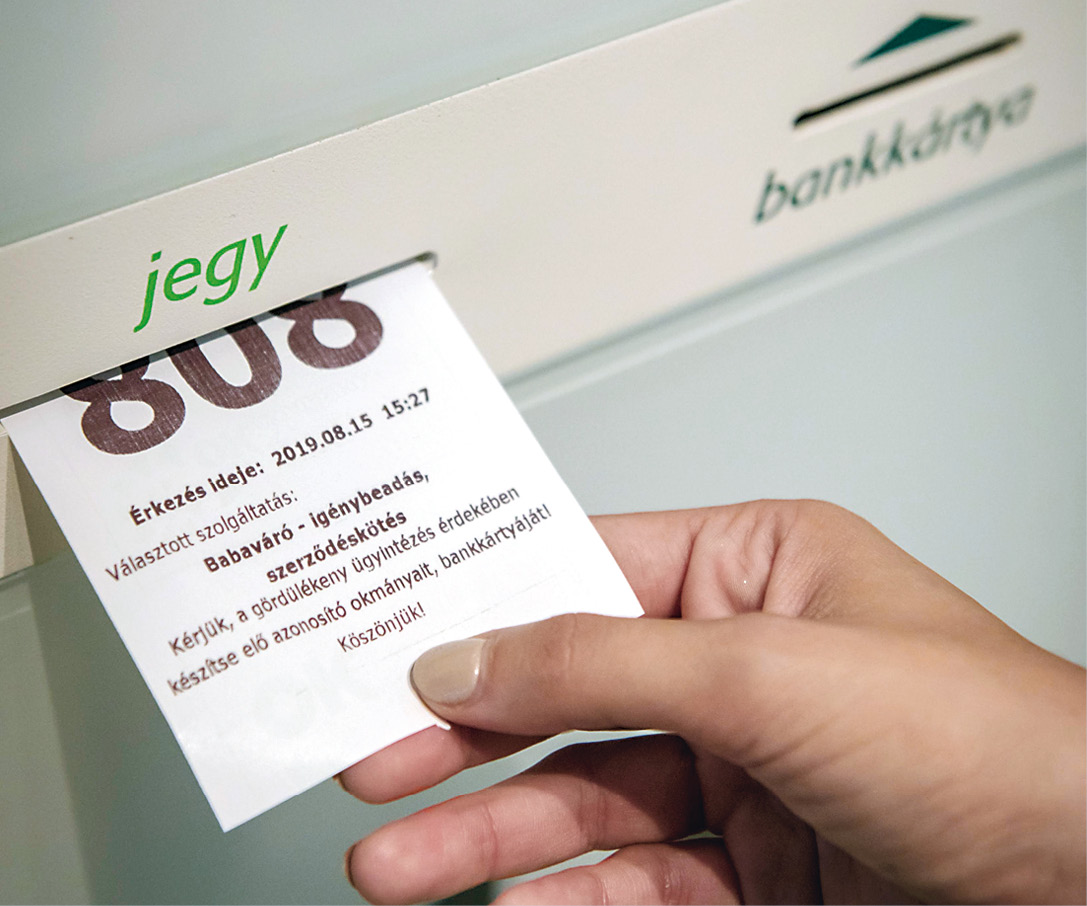 bankkártya
jegy
808
Érkezés ideje: 2019.08.15 15:27
Választott szolgáltatás:
Babaváró - igénybeadás,
szerződéskötés
Kérjük, a gördülékeny ügyintézés érdekében
készítse elő azonosító okmányait, bankkártyáját!
Köszönjük!